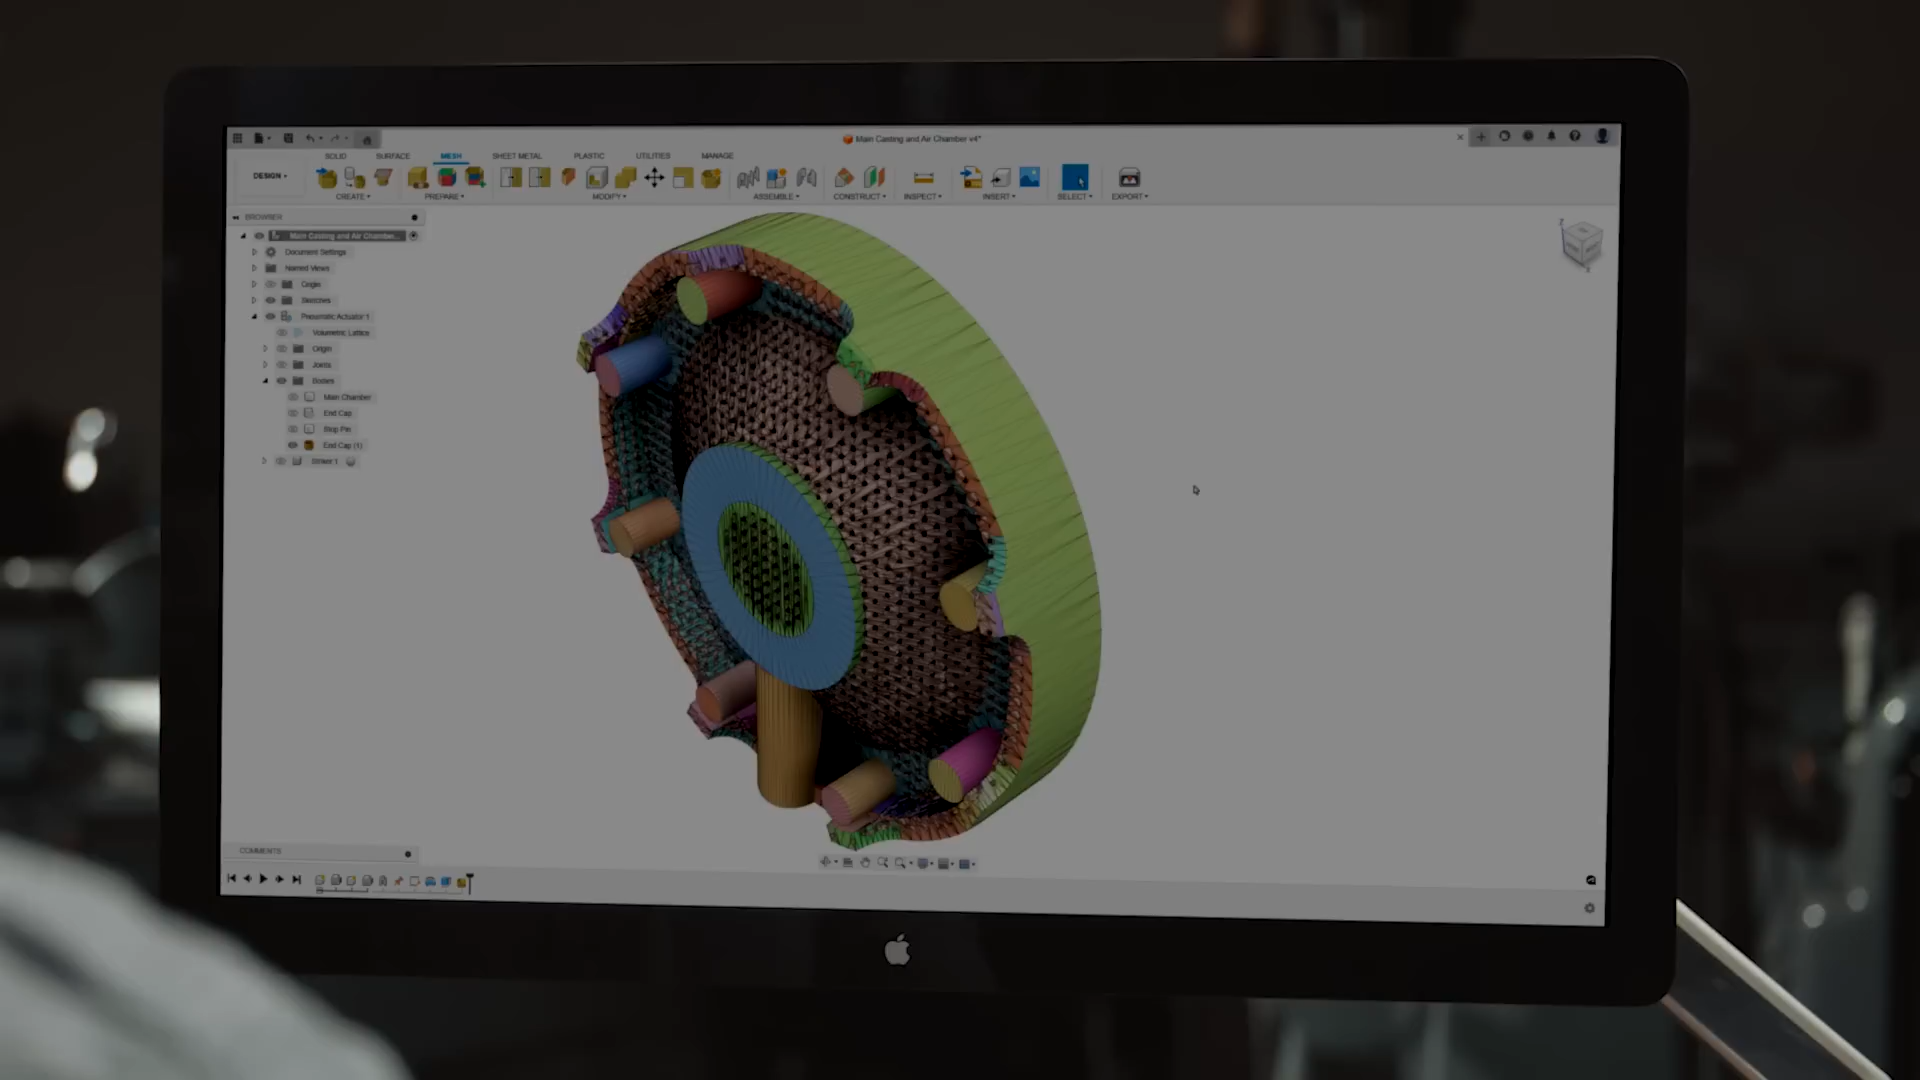 Main Casting and Air Chamber v4*
SOLID SURFACE MESH SHEET METAL PLASTIC UTILITIES MANAGE
DESIGN
CREATE PREPARE MODIFY ASSEMBLE CONSTRUCT INSPECT INSERT SELECT EXPORT
BROWSER
Main Casting and Air Chamber...
Document Settings
Named Views
Origin
Sketches
Pneumatic Actuator 1
Volumetric Lattice
Origin
Joints
Bodies
Main Chamber
End Cap
Stop Pin
End Cap (1)
Striker:1
COMMENTS